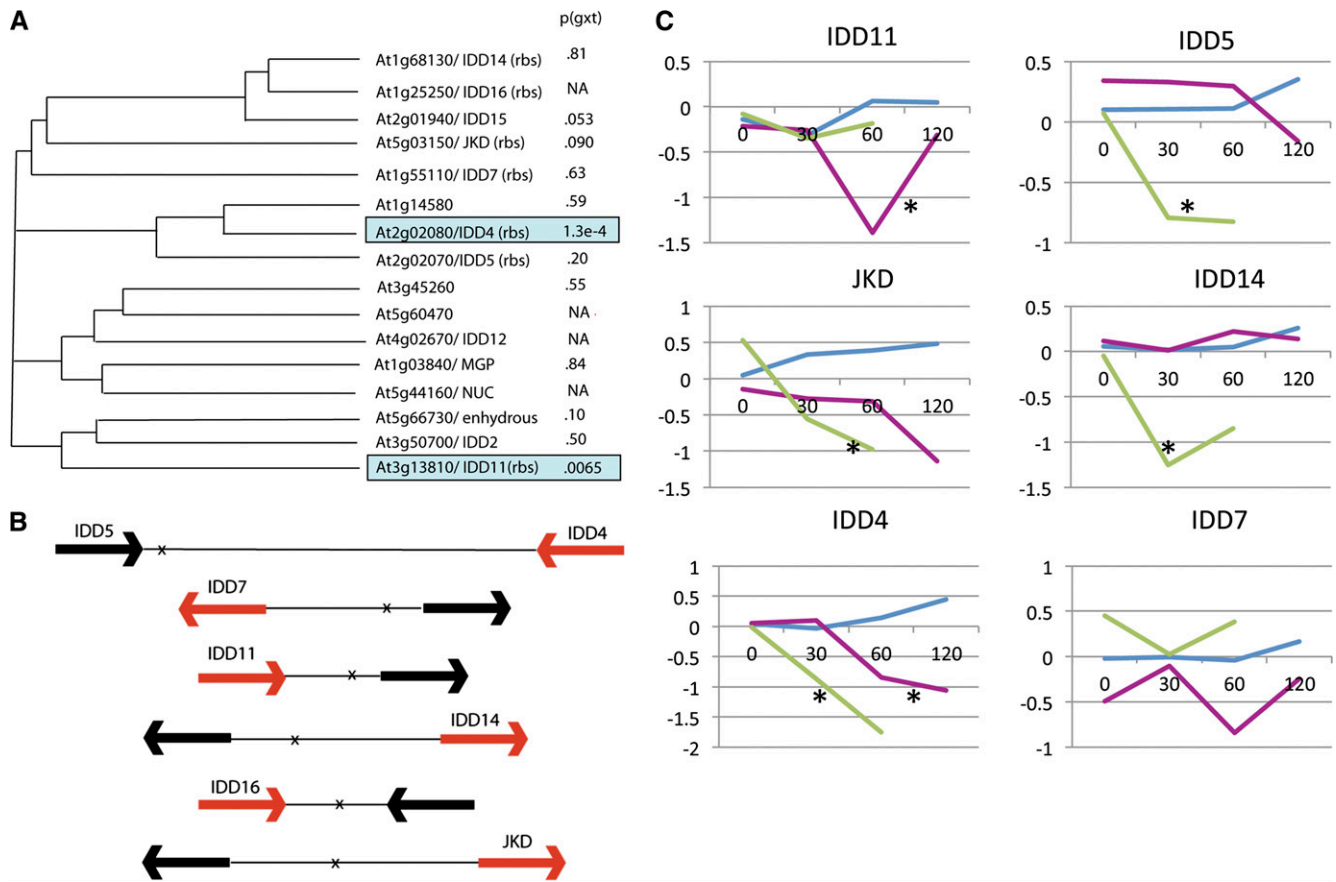 A
p(gxt)
At1g68130/ IDD14 (rbs) .81
At1g25250/ IDD16 (rbs) NA
At2g01940/ IDD15 .053
At5g03150/ JKD (rbs) .090
At1g55110/ IDD7 (rbs) .63
At1g14580 .59
At2g02080/IDD4 (rbs) 1.3e-4
At2g02070/IDD5 (rbs) .20
At3g45260 .55
At5g60470 NA
At4g02670/ IDD12 NA
At1g03840/ MGP .84
At5g44160/ NUC NA
At5g66730/ enhydrous .10
At3g50700/ IDD2 .50
At3g13810/ IDD11(rbs) .0065
B
IDD5 IDD4
x
IDD7
x
IDD11
x
IDD14
x
IDD16
x
JKD
x
C
IDD11
0.5
0
-0.5
-1
-1.5
0 30 60 120
*
IDD5
0.5
0
-0.5
-1
0 30 60 120
*
JKD
1
0.5
0
-0.5
-1
-1.5
0 30 60 120
*
IDD14
0.5
0
-0.5
-1
-1.5
0 30 60 120
*
IDD4
1
0.5
0
-0.5
-1
-1.5
-2
0 30 60 120
* *
IDD7
1
0.5
0
-0.5
-1
0 30 60 120